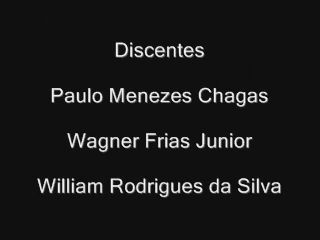 Discentes
Paulo Menezes Chagas
Wagner Frias Junior
William Rodrigues da Silva